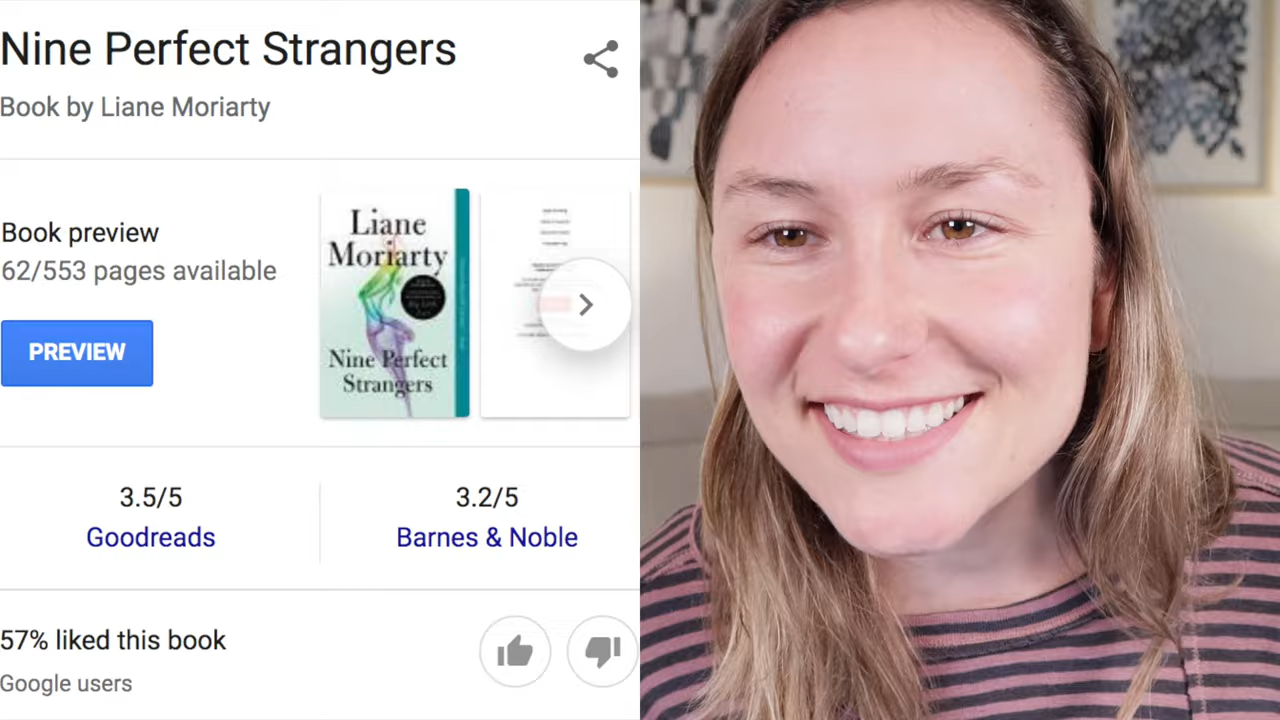 Nine Perfect Strangers
Book by Liane Moriarty
Book preview
62/553 pages available
PREVIEW
Liane
Moriarty
Nine Perfect
Strangers
3.5/5
Goodreads
3.2/5
Barnes & Noble
57% liked this book
Google users